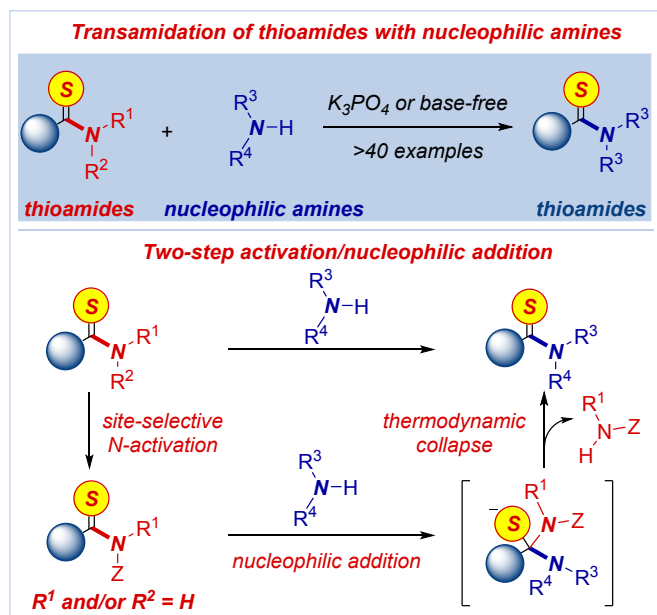 Transamidation of thioamides with nucleophilic amines
S
N
R1
R2
+
R3
N-H
R4
K3PO4 or base-free
>40 examples
S
N
R3
R3
thioamides
nucleophilic amines
thioamides
Two-step activation/nucleophilic addition
S
N
R1
R2
R3
N-H
R4
S
N
R3
R4
site-selective
N-activation
thermodynamic
collapse
R1
N
H
Z
S
N
R1
Z
R3
N-H
R4
nucleophilic addition
R1
–
S
N
Z
N
R4
R3
R1 and/or R2 = H